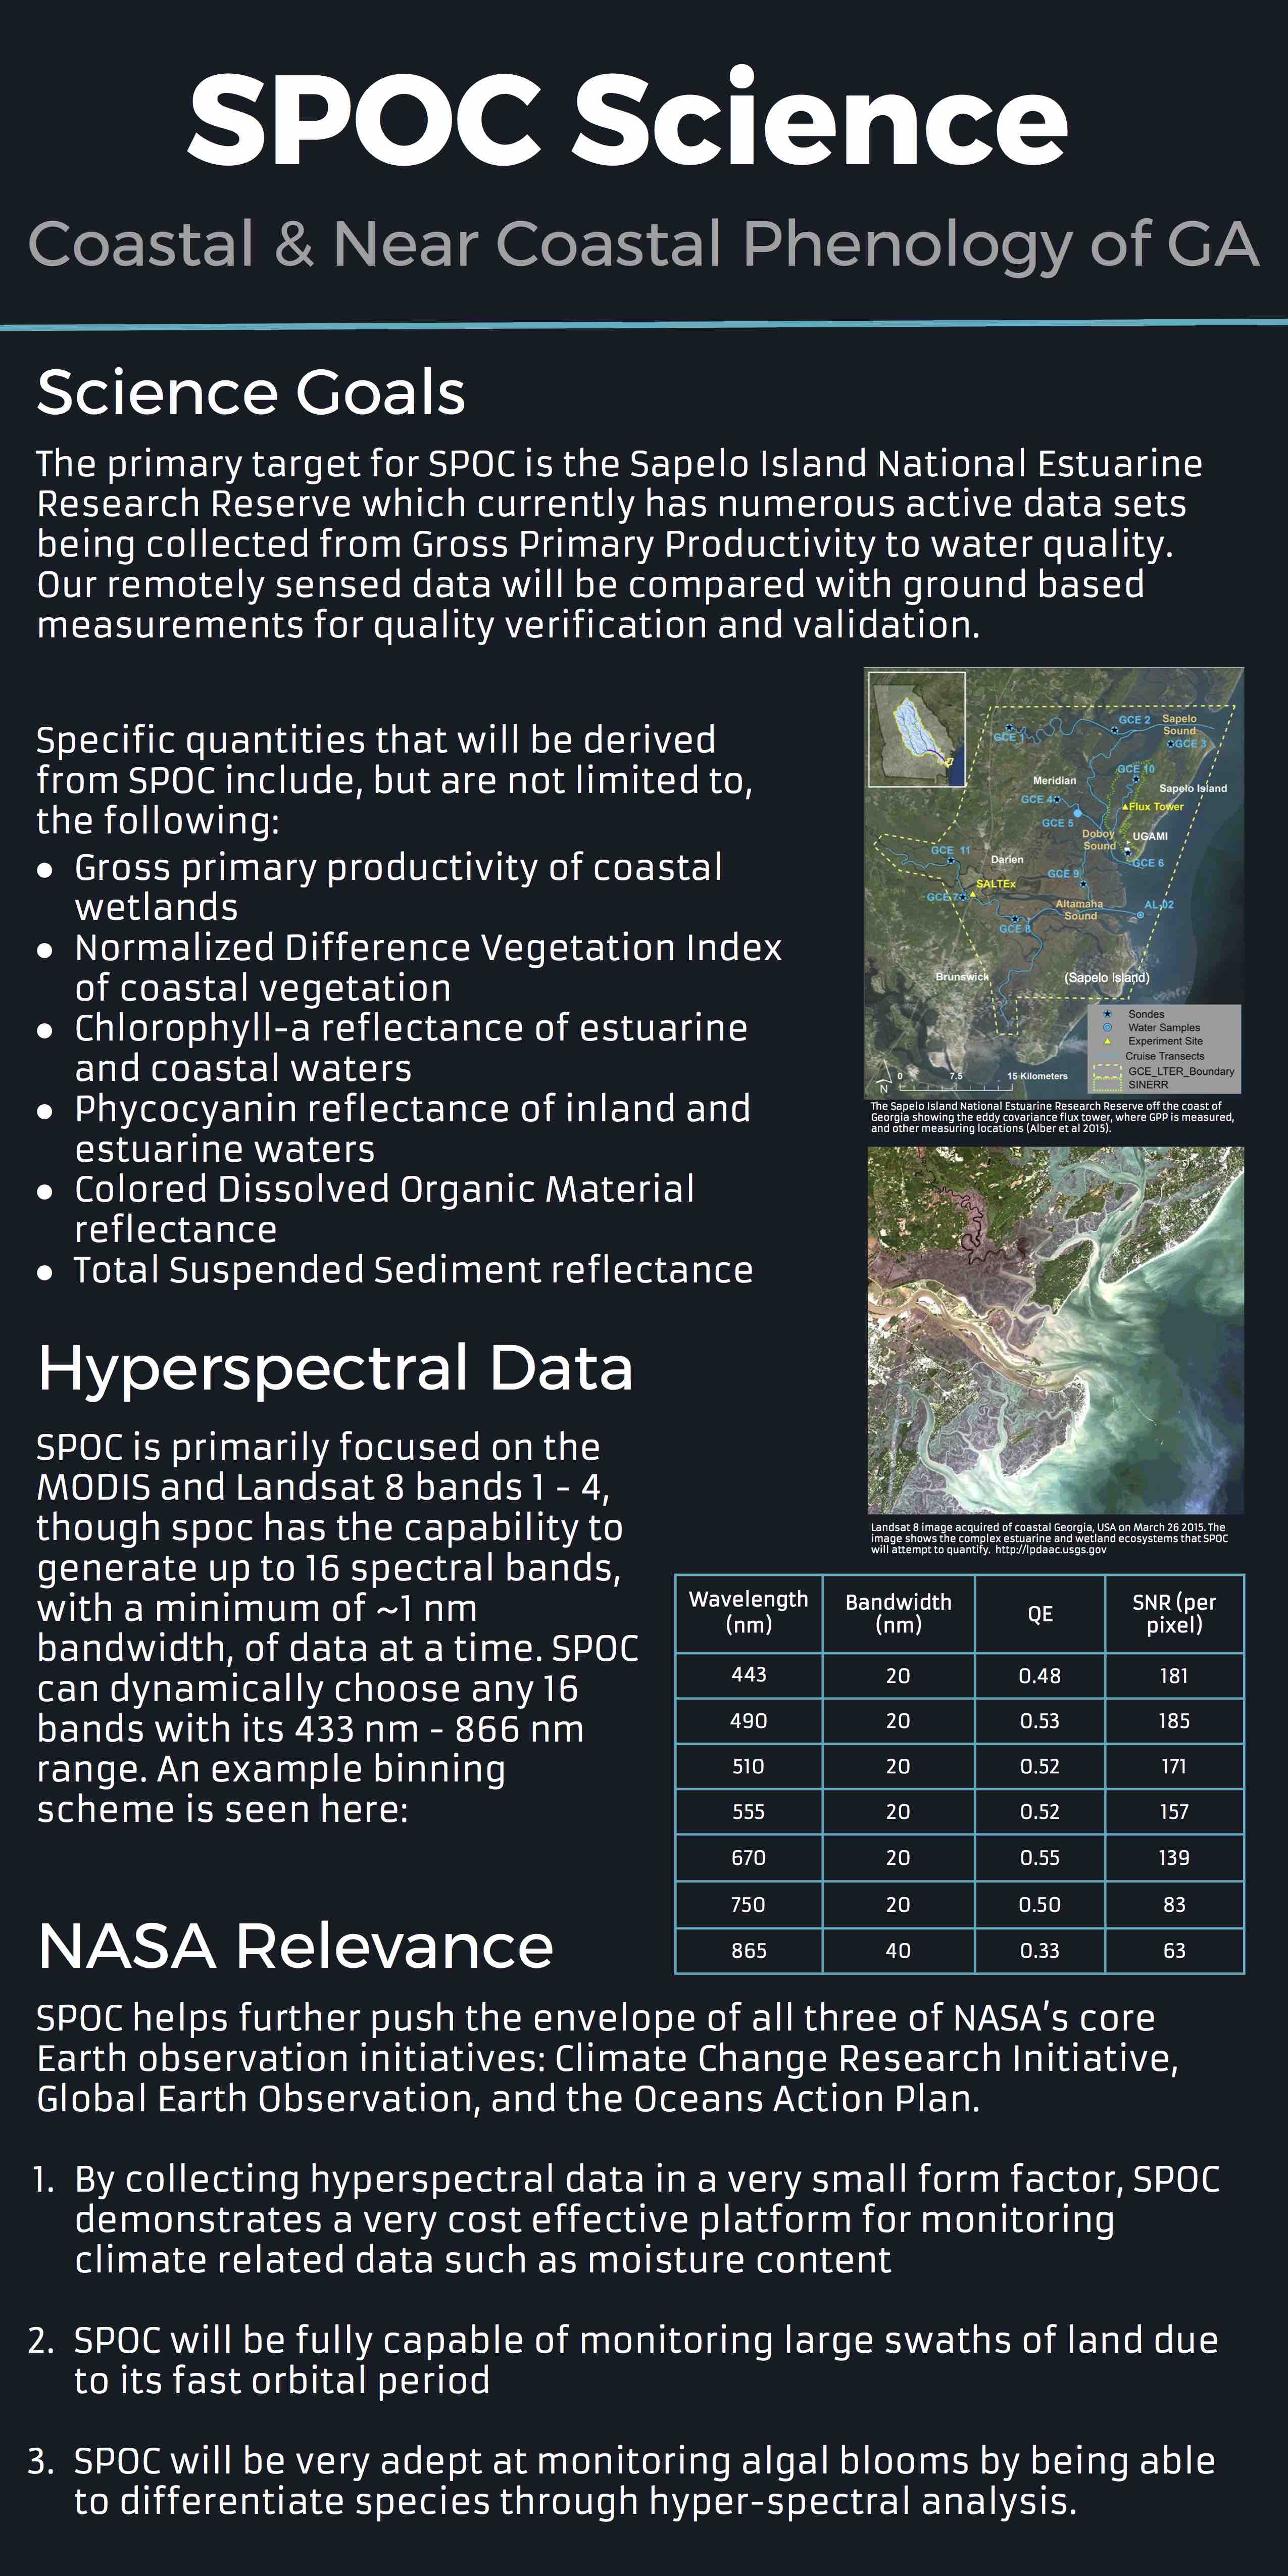 SPOC Science
Coastal & Near Coastal Phenology of GA
Science Goals
The primary target for SPOC is the Sapelo Island National Estuarine
Research Reserve which currently has numerous active data sets
being collected from Gross Primary Productivity to water quality.
Our remotely sensed data will be compared with ground based
measurements for quality verification and validation.
Specific quantities that will be derived
from SPOC include, but are not limited to,
the following:
● Gross primary productivity of coastal
wetlands
● Normalized Difference Vegetation Index
of coastal vegetation
● Chlorophyll-a reflectance of estuarine
and coastal waters
● Phycocyanin reflectance of inland and
estuarine waters
● Colored Dissolved Organic Material
reflectance
● Total Suspended Sediment reflectance
GCE 1
GCE 2
Sapelo
Sound
GCE 3
GCE 10
Meridian
Sapelo Island
GCE 4
Flux Tower
GCE 5
Doboy
Sound
UGAMI
GCE 6
GCE 11
Darien
GCE 9
SALTEx
GCE 7
Altamaha
Sound
AL-02
GCE 8
Brunswick
(Sapelo Island)
Sondes
Water Samples
Experiment Site
Cruise Transects
GCE_LTER_Boundary
SINERR
N
0 7.5 15 Kilometers
The Sapelo Island National Estuarine Research Reserve off the coast of
Georgia showing the eddy covariance flux tower, where GPP is measured,
and other measuring locations (Alber et al 2015).
Landsat 8 image acquired of coastal Georgia, USA on March 26 2015. The
image shows the complex estuarine and wetland ecosystems that SPOC
will attempt to quantify. http://lpdaac.usgs.gov
Hyperspectral Data
SPOC is primarily focused on the
MODIS and Landsat 8 bands 1 - 4,
though spoc has the capability to
generate up to 16 spectral bands,
with a minimum of ~1 nm
bandwidth, of data at a time. SPOC
can dynamically choose any 16
bands with its 433 nm - 866 nm
range. An example binning
scheme is seen here:
Wavelength (nm) Bandwidth (nm) QE SNR (per pixel)
443 20 0.48 181
490 20 0.53 185
510 20 0.52 171
555 20 0.52 157
670 20 0.55 139
750 20 0.50 83
865 40 0.33 63
NASA Relevance
SPOC helps further push the envelope of all three of NASA's core
Earth observation initiatives: Climate Change Research Initiative,
Global Earth Observation, and the Oceans Action Plan.
1. By collecting hyperspectral data in a very small form factor, SPOC
demonstrates a very cost effective platform for monitoring
climate related data such as moisture content
2. SPOC will be fully capable of monitoring large swaths of land due
to its fast orbital period
3. SPOC will be very adept at monitoring algal blooms by being able
to differentiate species through hyper-spectral analysis.